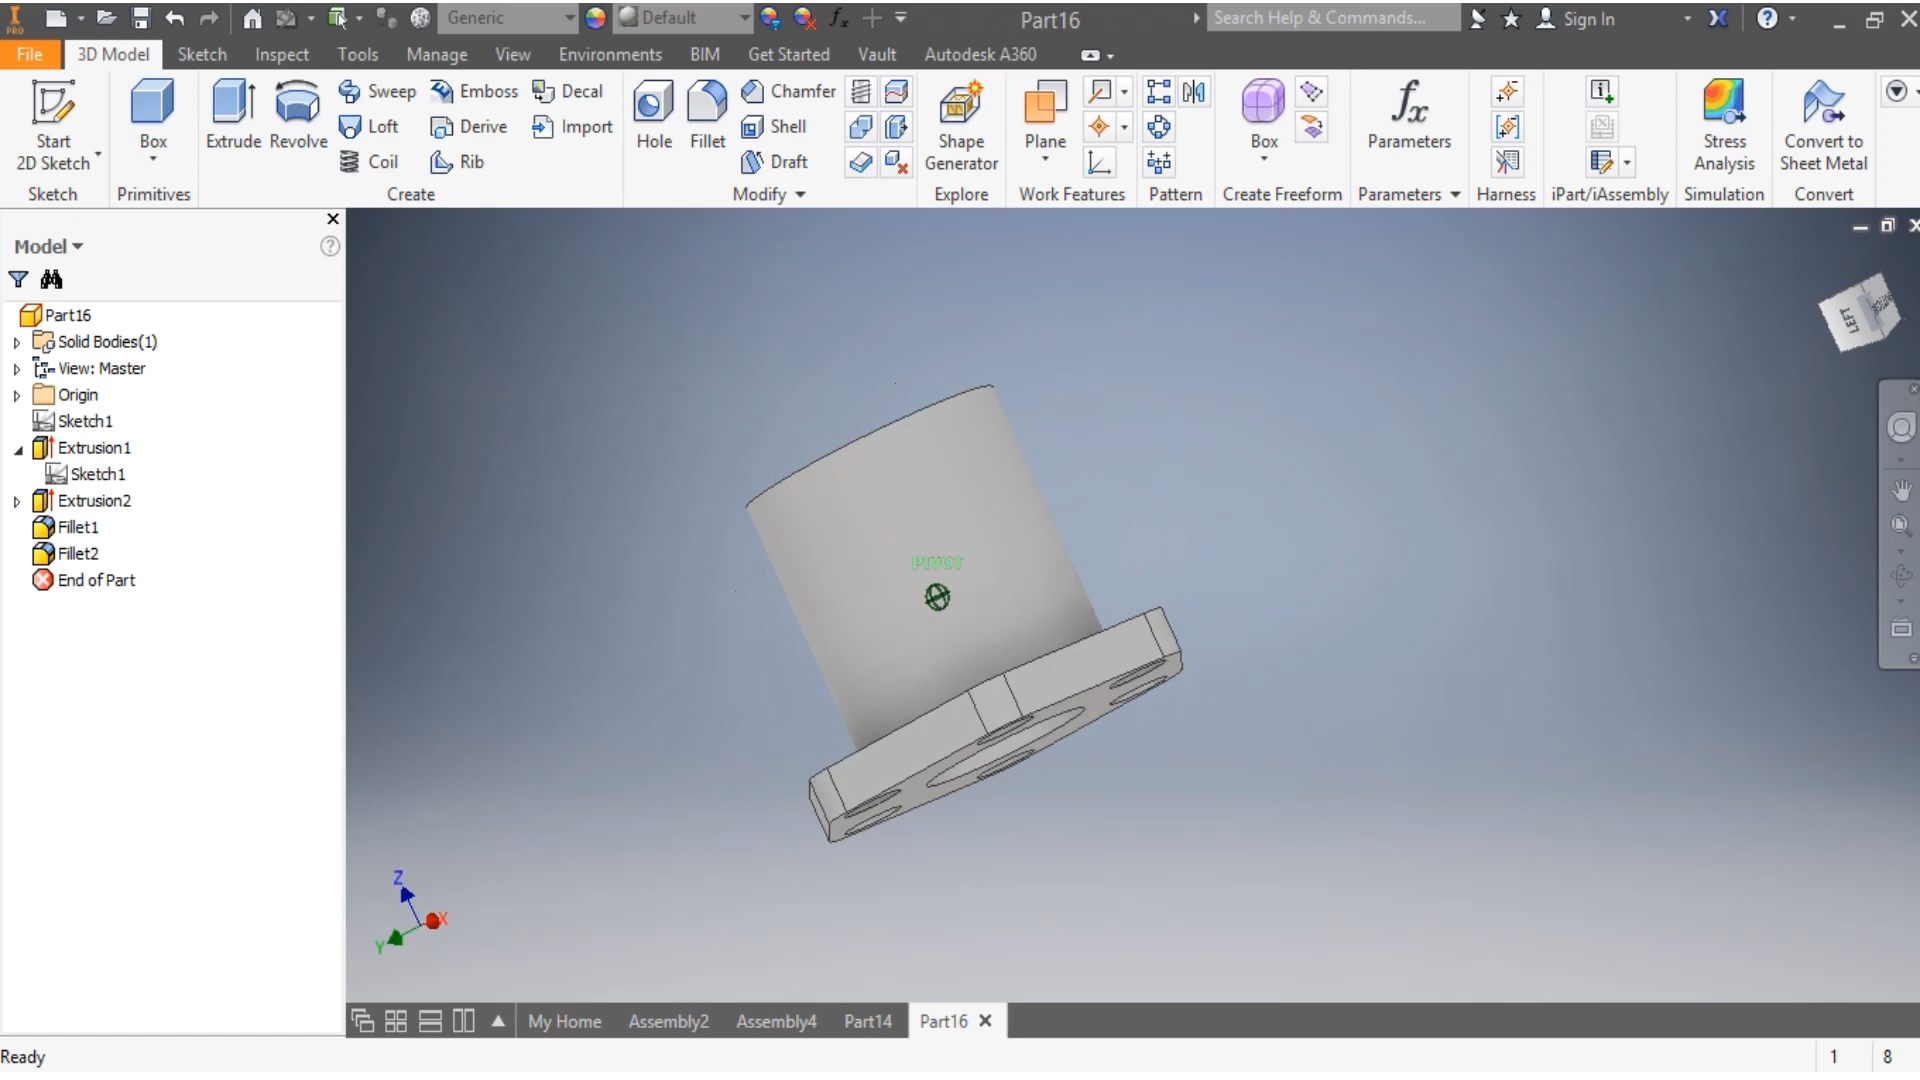 PRO
Generic
Default
Part16
Search Help & Commands...
Sign In
File
3D Model
Sketch
Inspect
Tools
Manage
View
Environments
BIM
Get Started
Vault
Autodesk A360
Start
2D Sketch
Box
Extrude
Revolve
Sweep
Loft
Coil
Emboss
Derive
Rib
Decal
Import
Hole
Fillet
Chamfer
Shell
Draft
Shape
Generator
Plane
Box
Parameters
Stress
Analysis
Convert to
Sheet Metal
Sketch
Primitives
Create
Modify
Explore
Work Features
Pattern
Create Freeform
Parameters
Harness
iPart/iAssembly
Simulation
Convert
Model
Part16
Solid Bodies(1)
View: Master
Origin
Sketch1
Extrusion1
Sketch1
Extrusion2
Fillet1
Fillet2
End of Part
LEFT
PIVOT
Z
X
Y
My Home
Assembly2
Assembly4
Part14
Part16
Ready
1
8